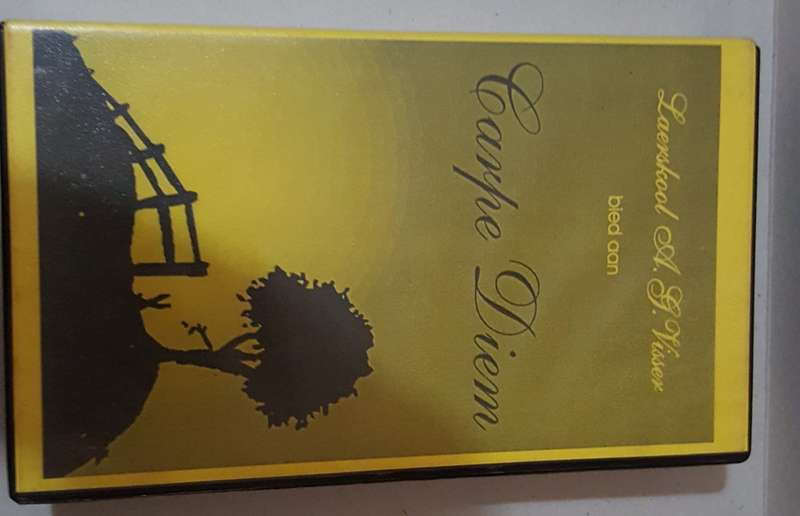 Laerskool A. G. Visser
bied aan
Carpe Diem